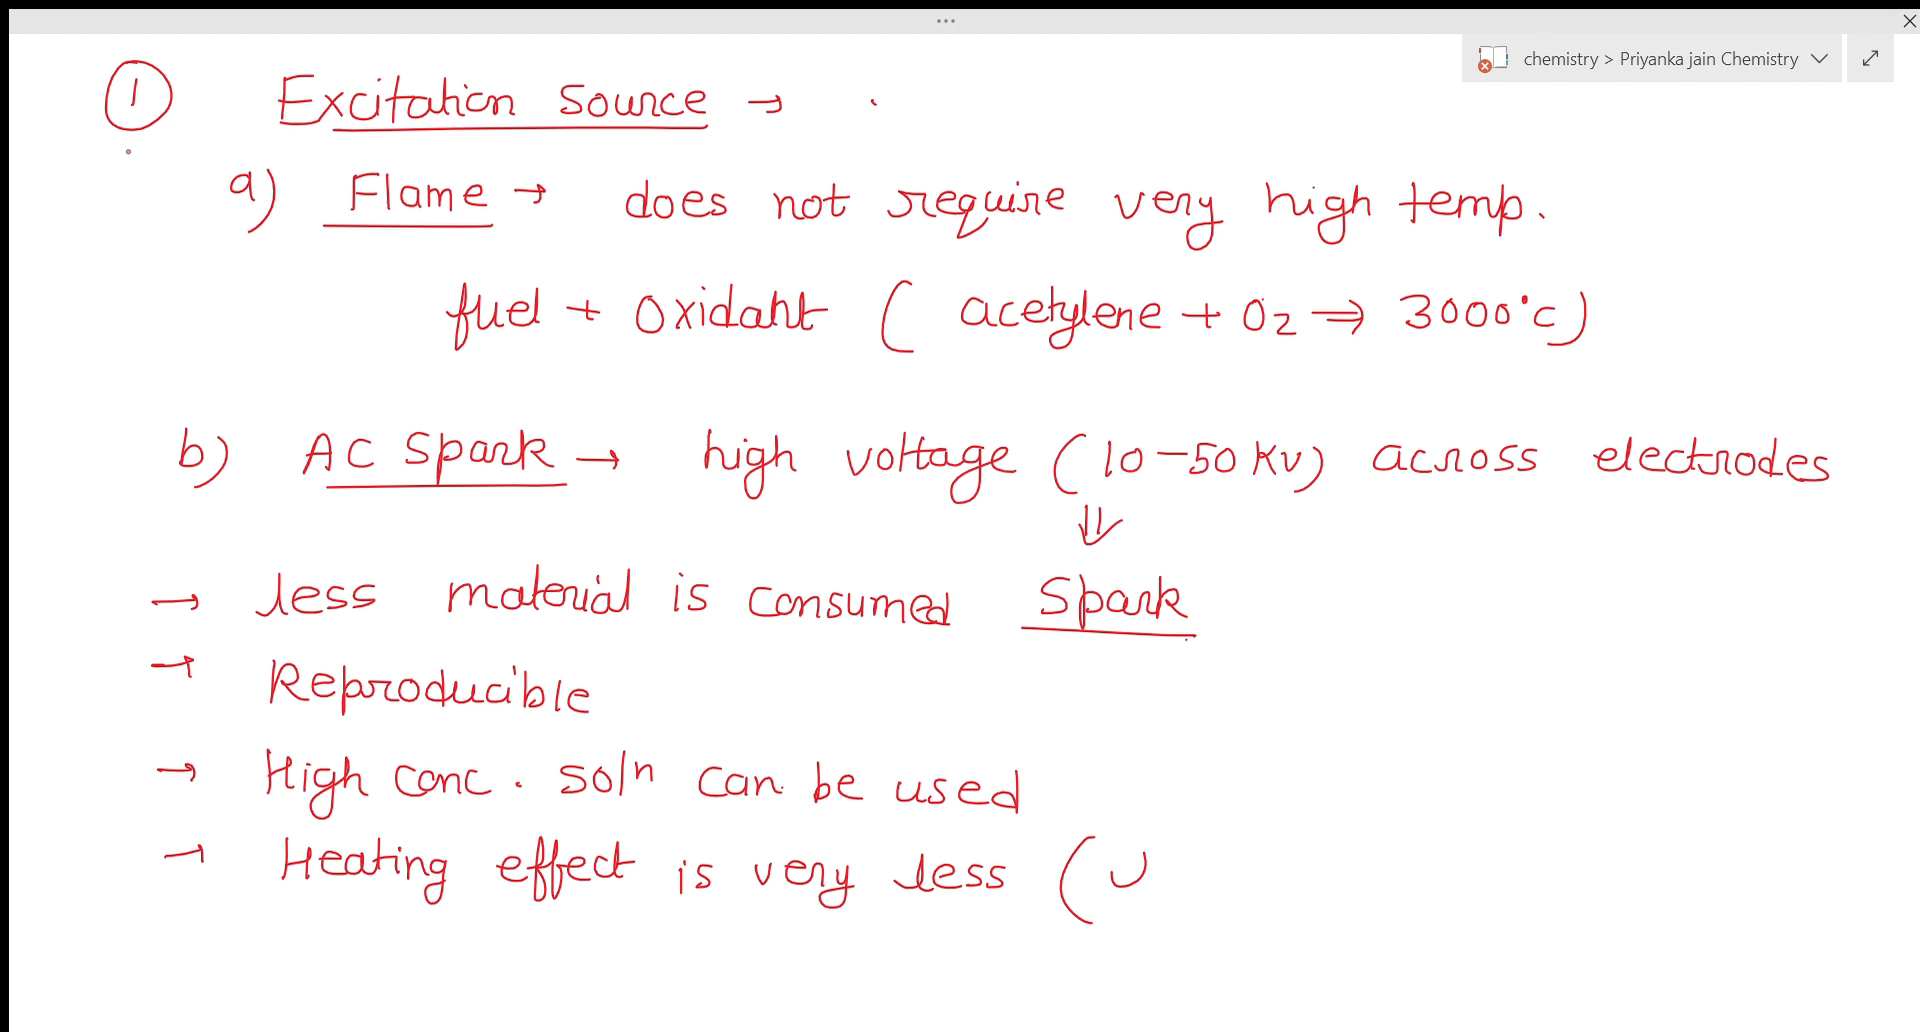 chemistry > Priyanka jain Chemistry
① Excitation source →
a) Flame → does not require very high temp.
fuel + Oxidant ( acetylene + O2 ⇒ 3000°c )
b) AC Spark → high voltage ( 10-50 KV ) across electrodes
⇓
→ less material is consumed Spark
→ Reproducible
→ High conc. soln can be used
→ Heating effect is very less (